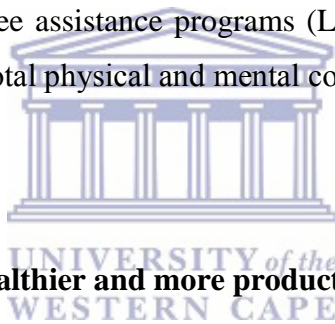 ee assistance programs (L
otal physical and mental co
UNIVERSITY of the
althier and more product
WESTERN CAPE